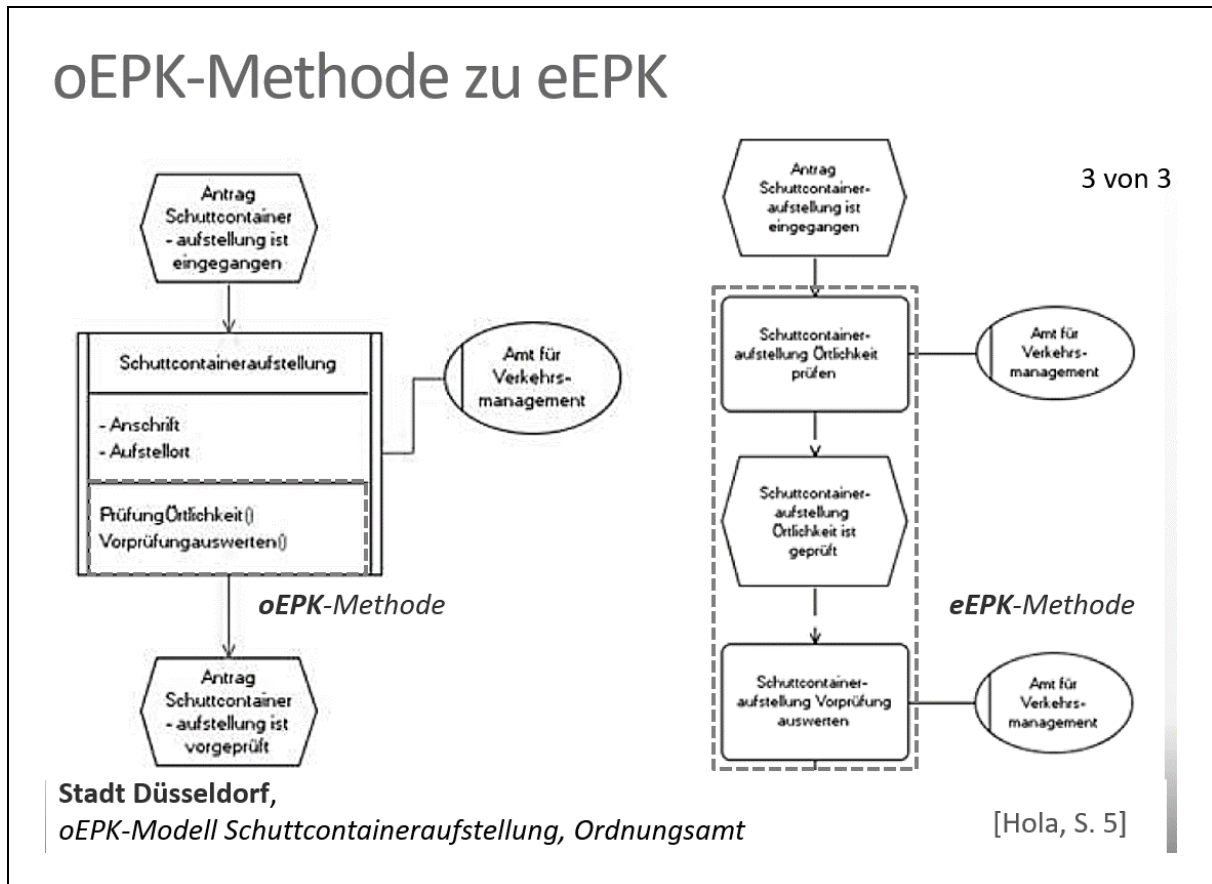 oEPK-Methode zu eEPK
3 von 3
Antrag
Schuttcontainer
- aufstellung ist
eingegangen
Schuttcontaineraufstellung
- Anschrift
- Aufstellort
PrüfungÖrtlichkeit()
Vorprüfungauswerten()
Amt für
Verkehrs-
management
oEPK-Methode
Antrag
Schuttcontainer
- aufstellung ist
vorgeprüft
Antrag
Schuttcontainer-
aufstellung ist
eingegangen
Schuttcontainer-
aufstellung Örtlichkeit
prüfen
Amt für
Verkehrs-
management
Schuttcontainer-
aufstellung
Örtlichkeit ist
geprüft
eEPK-Methode
Schuttcontainer-
aufstellung Vorprüfung
auswerten
Amt für
Verkehrs-
management
Stadt Düsseldorf,
oEPK-Modell Schuttcontaineraufstellung, Ordnungsamt
[Hola, S. 5]